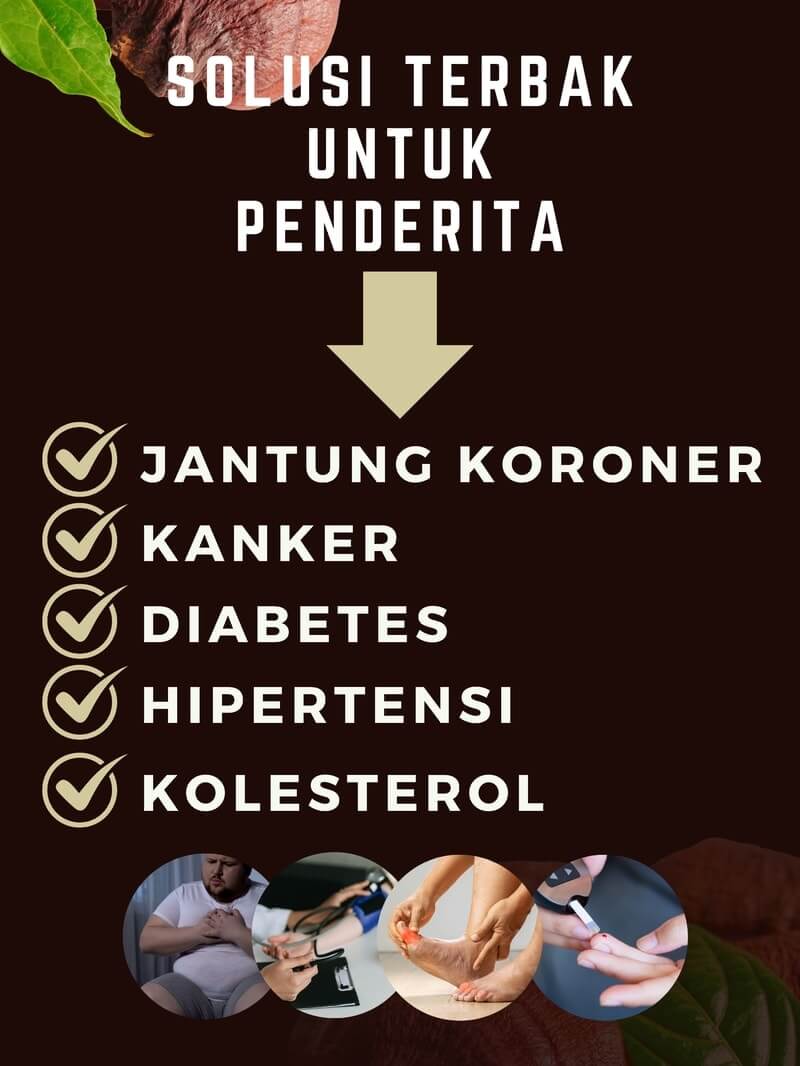 SOLUSI TERBAK
UNTUK
PENDERITA
JANTUNG KORONER
KANKER
DIABETES
HIPERTENSI
KOLESTEROL